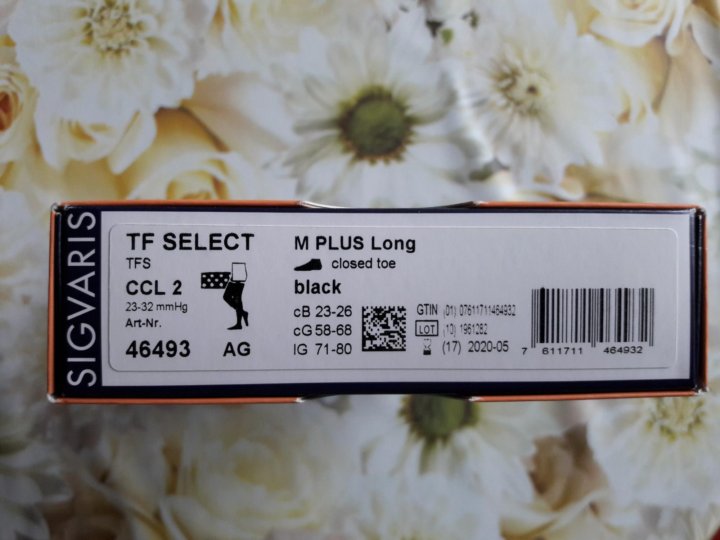 SIGVARIS
TF SELECT
TFS
CCL 2
23-32 mmHg
Art-Nr.
46493 AG
M PLUS Long
closed toe
black
cB 23-26
cG 58-68
lG 71-80
GTIN (01) 07611711464932
LOT (10) 1961282
(17) 2020-05
7 611711 464932